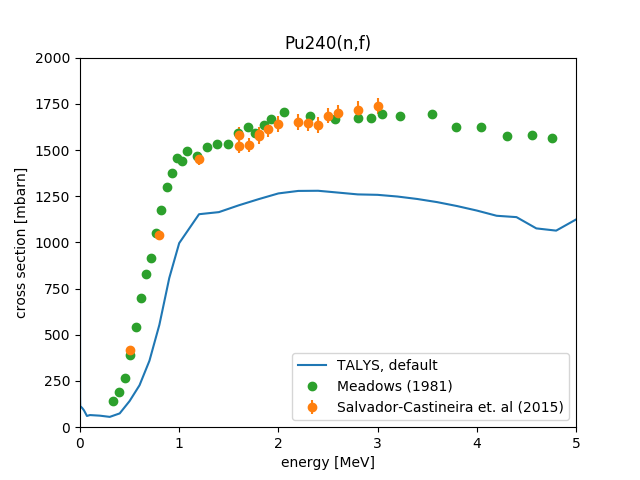 Pu240(n,f)
2000
1750
1500
1250
1000
750
500
250
0
cross section [mbarn]
TALYS, default
Meadows (1981)
Salvador-Castineira et. al (2015)
0 1 2 3 4 5
energy [MeV]